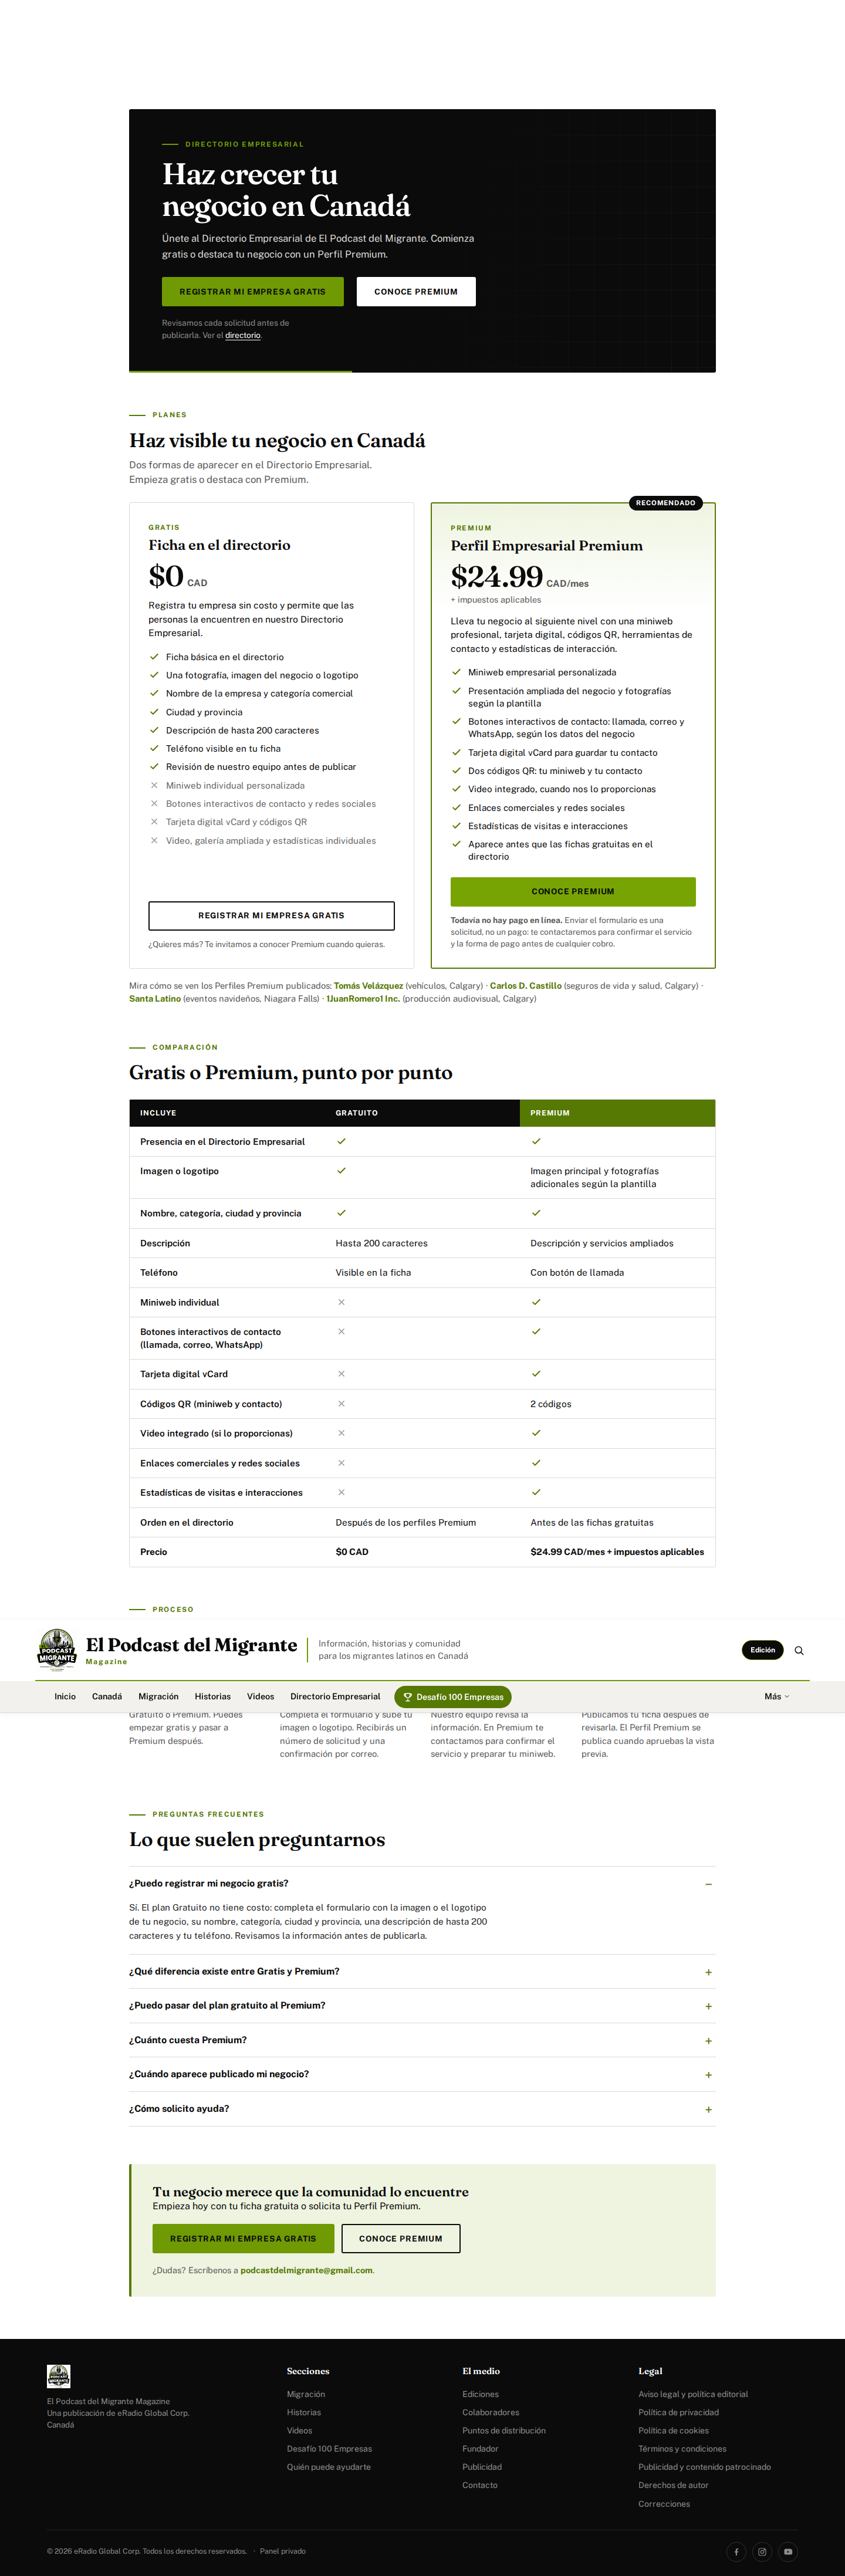 DIRECTORIO EMPRESARIAL
Haz crecer tu
negocio en Canadá
Únete al Directorio Empresarial de El Podcast del Migrante. Comienza
gratis o destaca tu negocio con un Perfil Premium.
REGISTRAR MI EMPRESA GRATIS
CONOCE PREMIUM
Revisamos cada solicitud antes de
publicarla. Ver el directorio.
PLANES
Haz visible tu negocio en Canadá
Dos formas de aparecer en el Directorio Empresarial.
Empieza gratis o destaca con Premium.
GRATIS
Ficha en el directorio
$0 CAD
Registra tu empresa sin costo y permite que las
personas la encuentren en nuestro Directorio
Empresarial.
Ficha básica en el directorio
Una fotografía, imagen del negocio o logotipo
Nombre de la empresa y categoría comercial
Ciudad y provincia
Descripción de hasta 200 caracteres
Teléfono visible en tu ficha
Revisión de nuestro equipo antes de publicar
Miniweb individual personalizada
Botones interactivos de contacto y redes sociales
Tarjeta digital vCard y códigos QR
Video, galería ampliada y estadísticas individuales
REGISTRAR MI EMPRESA GRATIS
¿Quieres más? Te invitamos a conocer Premium cuando quieras.
RECOMENDADO
PREMIUM
Perfil Empresarial Premium
$24.99 CAD/mes
+ impuestos aplicables
Lleva tu negocio al siguiente nivel con una miniweb
profesional, tarjeta digital, códigos QR, herramientas de
contacto y estadísticas de interacción.
Miniweb empresarial personalizada
Presentación ampliada del negocio y fotografías
según la plantilla
Botones interactivos de contacto: llamada, correo y
WhatsApp, según los datos del negocio
Tarjeta digital vCard para guardar tu contacto
Dos códigos QR: tu miniweb y tu contacto
Video integrado, cuando nos lo proporcionas
Enlaces comerciales y redes sociales
Estadísticas de visitas e interacciones
Aparece antes que las fichas gratuitas en el
directorio
CONOCE PREMIUM
Todavía no hay pago en línea. Enviar el formulario es una
solicitud, no un pago: te contactaremos para confirmar el servicio
y la forma de pago antes de cualquier cobro.
Mira cómo se ven los Perfiles Premium publicados: Tomás Velázquez (vehículos, Calgary) · Carlos D. Castillo (seguros de vida y salud, Calgary) ·
Santa Latino (eventos navideños, Niagara Falls) · 1JuanRomero1 Inc. (producción audiovisual, Calgary)
COMPARACIÓN
Gratis o Premium, punto por punto
INCLUYE GRATUITO PREMIUM
Presencia en el Directorio Empresarial
Imagen o logotipo Imagen principal y fotografías
adicionales según la plantilla
Nombre, categoría, ciudad y provincia
Descripción Hasta 200 caracteres Descripción y servicios ampliados
Teléfono Visible en la ficha Con botón de llamada
Miniweb individual
Botones interactivos de contacto
(llamada, correo, WhatsApp)
Tarjeta digital vCard
Códigos QR (miniweb y contacto) 2 códigos
Video integrado (si lo proporcionas)
Enlaces comerciales y redes sociales
Estadísticas de visitas e interacciones
Orden en el directorio Después de los perfiles Premium Antes de las fichas gratuitas
Precio $0 CAD $24.99 CAD/mes + impuestos aplicables
PROCESO
PODCAST
MIGRANTE
El Podcast del Migrante
Magazine
Información, historias y comunidad
para los migrantes latinos en Canadá
Edición
Inicio Canadá Migración Historias Videos Directorio Empresarial Desafío 100 Empresas Más
Gratuito o Premium. Puedes
empezar gratis y pasar a
Premium después.
Completa el formulario y sube tu
imagen o logotipo. Recibirás un
número de solicitud y una
confirmación por correo.
Nuestro equipo revisa la
información. En Premium te
contactamos para confirmar el
servicio y preparar tu miniweb.
Publicamos tu ficha después de
revisarla. El Perfil Premium se
publica cuando apruebas la vista
previa.
PREGUNTAS FRECUENTES
Lo que suelen preguntarnos
¿Puedo registrar mi negocio gratis?
Sí. El plan Gratuito no tiene costo: completa el formulario con la imagen o el logotipo
de tu negocio, su nombre, categoría, ciudad y provincia, una descripción de hasta 200
caracteres y tu teléfono. Revisamos la información antes de publicarla.
¿Qué diferencia existe entre Gratis y Premium?
¿Puedo pasar del plan gratuito al Premium?
¿Cuánto cuesta Premium?
¿Cuándo aparece publicado mi negocio?
¿Cómo solicito ayuda?
Tu negocio merece que la comunidad lo encuentre
Empieza hoy con tu ficha gratuita o solicita tu Perfil Premium.
REGISTRAR MI EMPRESA GRATIS
CONOCE PREMIUM
¿Dudas? Escríbenos a podcastdelmigrante@gmail.com.
El Podcast del Migrante Magazine
Una publicación de eRadio Global Corp.
Canadá
Secciones
Migración
Historias
Videos
Desafío 100 Empresas
Quién puede ayudarte
El medio
Ediciones
Colaboradores
Puntos de distribución
Fundador
Publicidad
Contacto
Legal
Aviso legal y política editorial
Política de privacidad
Política de cookies
Términos y condiciones
Publicidad y contenido patrocinado
Derechos de autor
Correcciones
© 2026 eRadio Global Corp. Todos los derechos reservados. · Panel privado